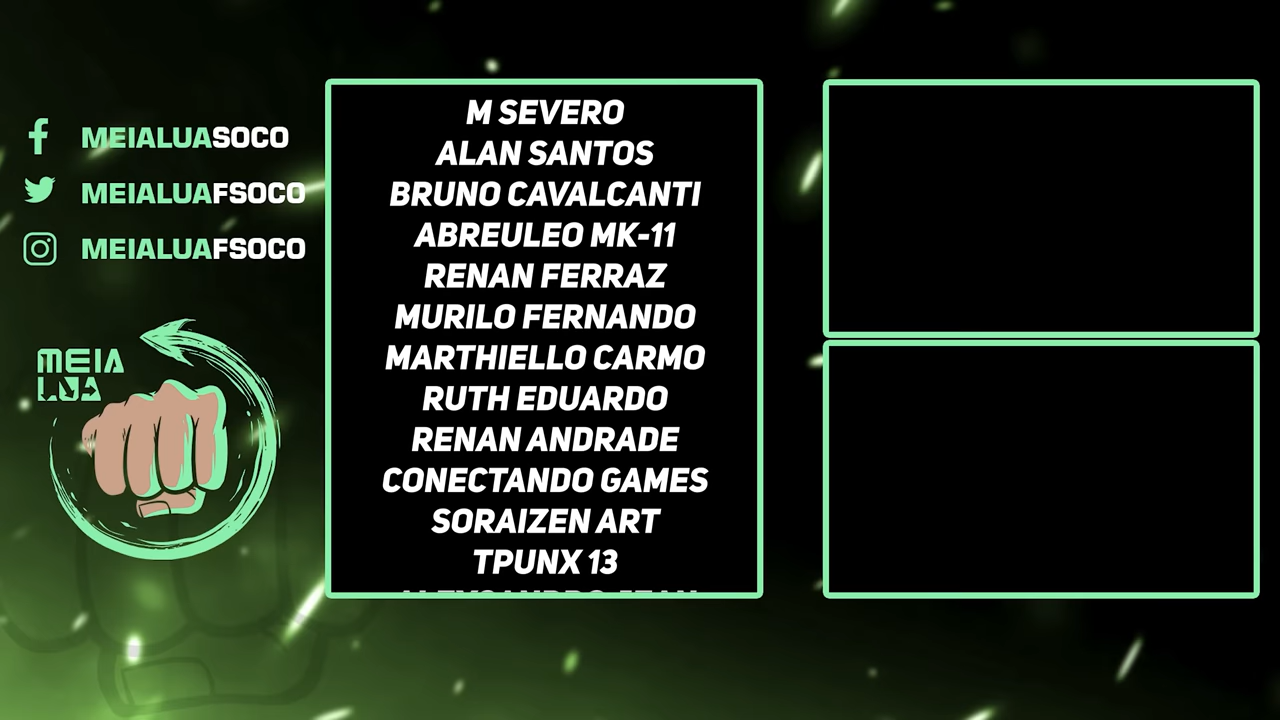 MEIALUASOCO
MEIALUAFSOCO
MEIALUAFSOCO
MEIA
LUA
M SEVERO
ALAN SANTOS
BRUNO CAVALCANTI
ABREULEO MK-11
RENAN FERRAZ
MURILO FERNANDO
MARTHIELLO CARMO
RUTH EDUARDO
RENAN ANDRADE
CONECTANDO GAMES
SORAIZEN ART
TPUNX 13